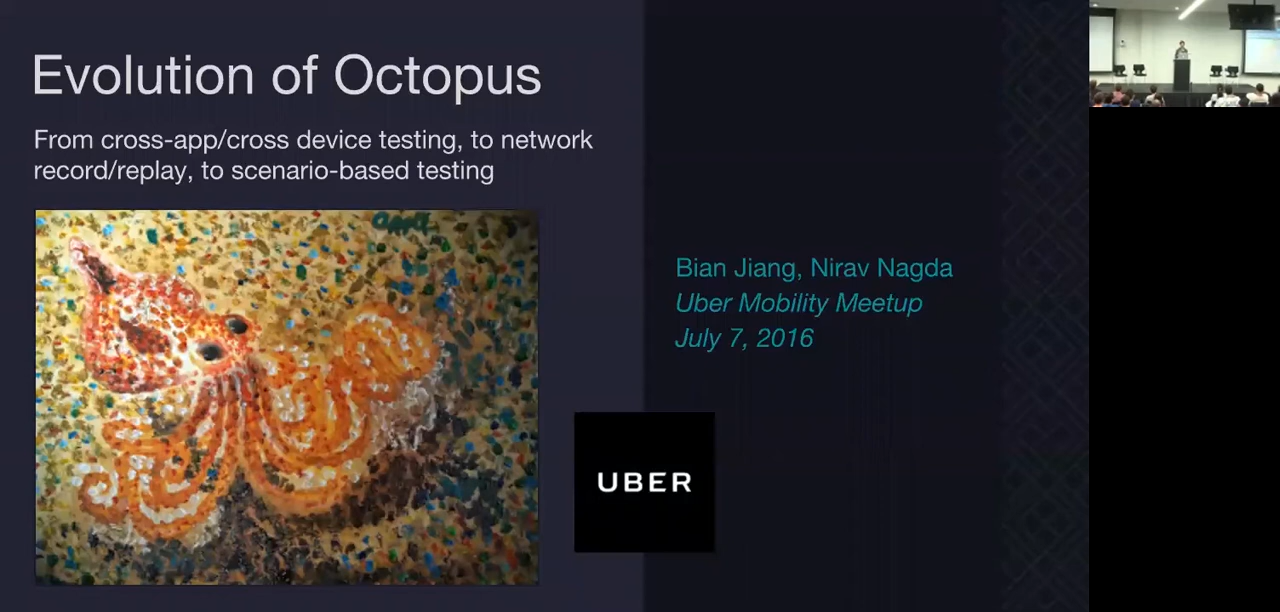 Evolution of Octopus
From cross-app/cross device testing, to network
record/replay, to scenario-based testing
Bian Jiang, Nirav Nagda
Uber Mobility Meetup
July 7, 2016
UBER